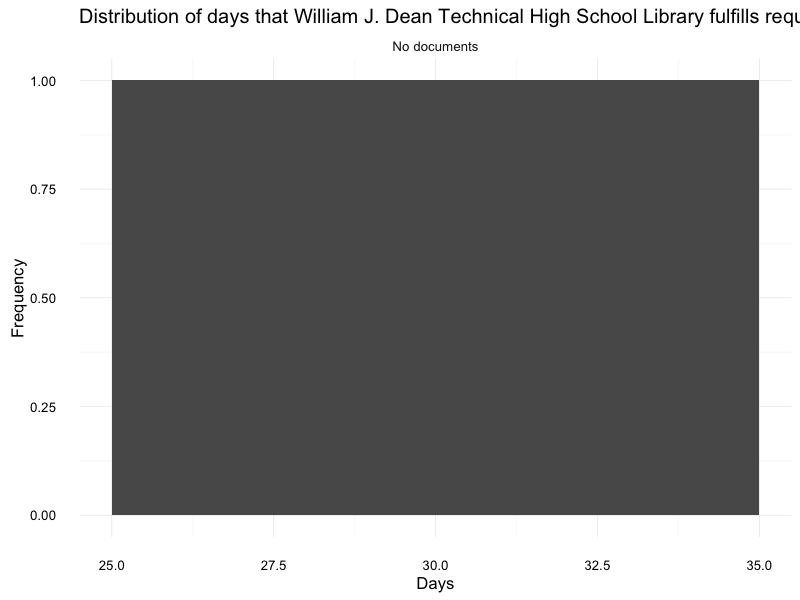 Distribution of days that William J. Dean Technical High School Library fulfills
No documents
1.00
0.75
0.50
0.25
0.00
Frequency
25.0 27.5 30.0 32.5 35.0
Days